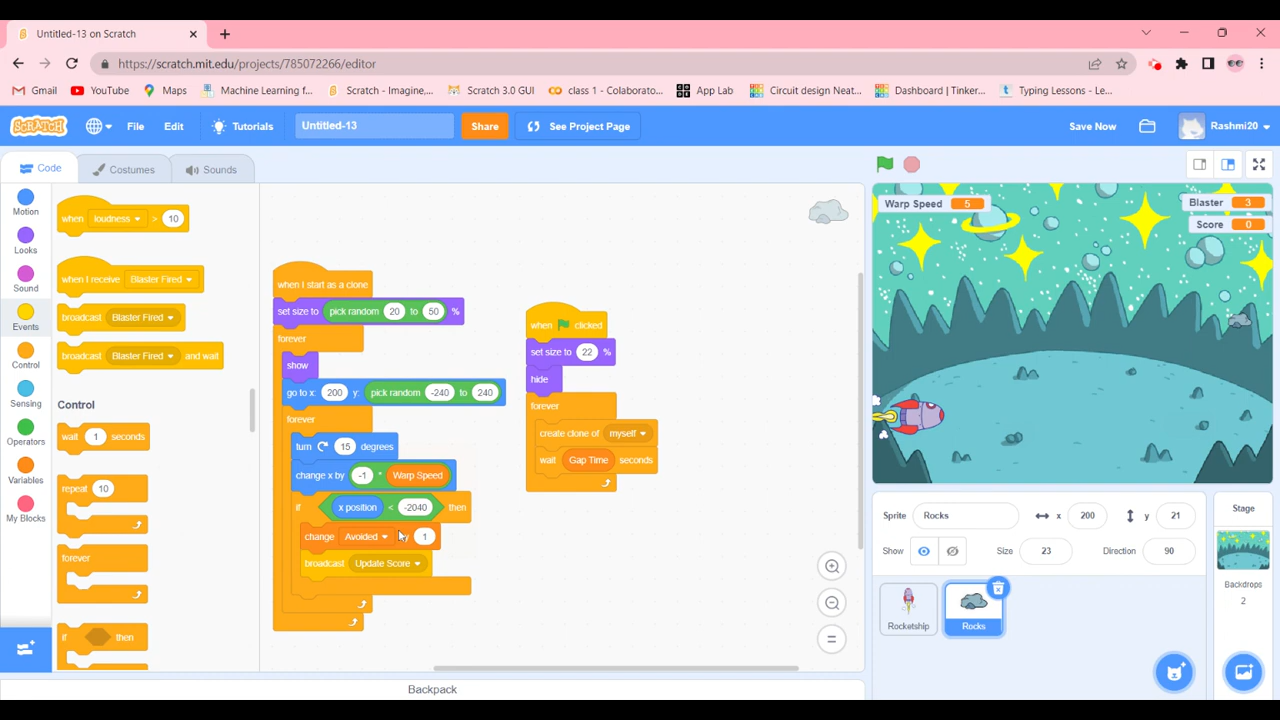 Untitled-13 on Scratch
https://scratch.mit.edu/projects/785072266/editor
Gmail YouTube Maps Machine Learning f... Scratch - Imagine,... Scratch 3.0 GUI class 1 - Colaborato... App Lab Circuit design Neat... Dashboard | Tinker... Typing Lessons - Le...
SCRATCH File Edit Tutorials Untitled-13 Share See Project Page Save Now Rashmi20
Code Costumes Sounds
Motion
Looks
Sound
Events
Control
Sensing
Operators
Variables
My Blocks
when loudness > 10
when I receive Blaster Fired
broadcast Blaster Fired
broadcast Blaster Fired and wait
Control
wait 1 seconds
repeat 10
forever
if then
when I start as a clone
set size to pick random 20 to 50 %
forever
show
go to x: 200 y: pick random -240 to 240
forever
turn 15 degrees
change x by -1 * Warp Speed
if x position < -2040 then
change Avoided by 1
broadcast Update Score
when clicked
set size to 22 %
hide
forever
create clone of myself
wait Gap Time seconds
Warp Speed 5
Blaster 3
Score 0
Sprite Rocks x 200 y 21
Show Size 23 Direction 90
Rocketship
Rocks
Stage
Backdrops
2
Backpack